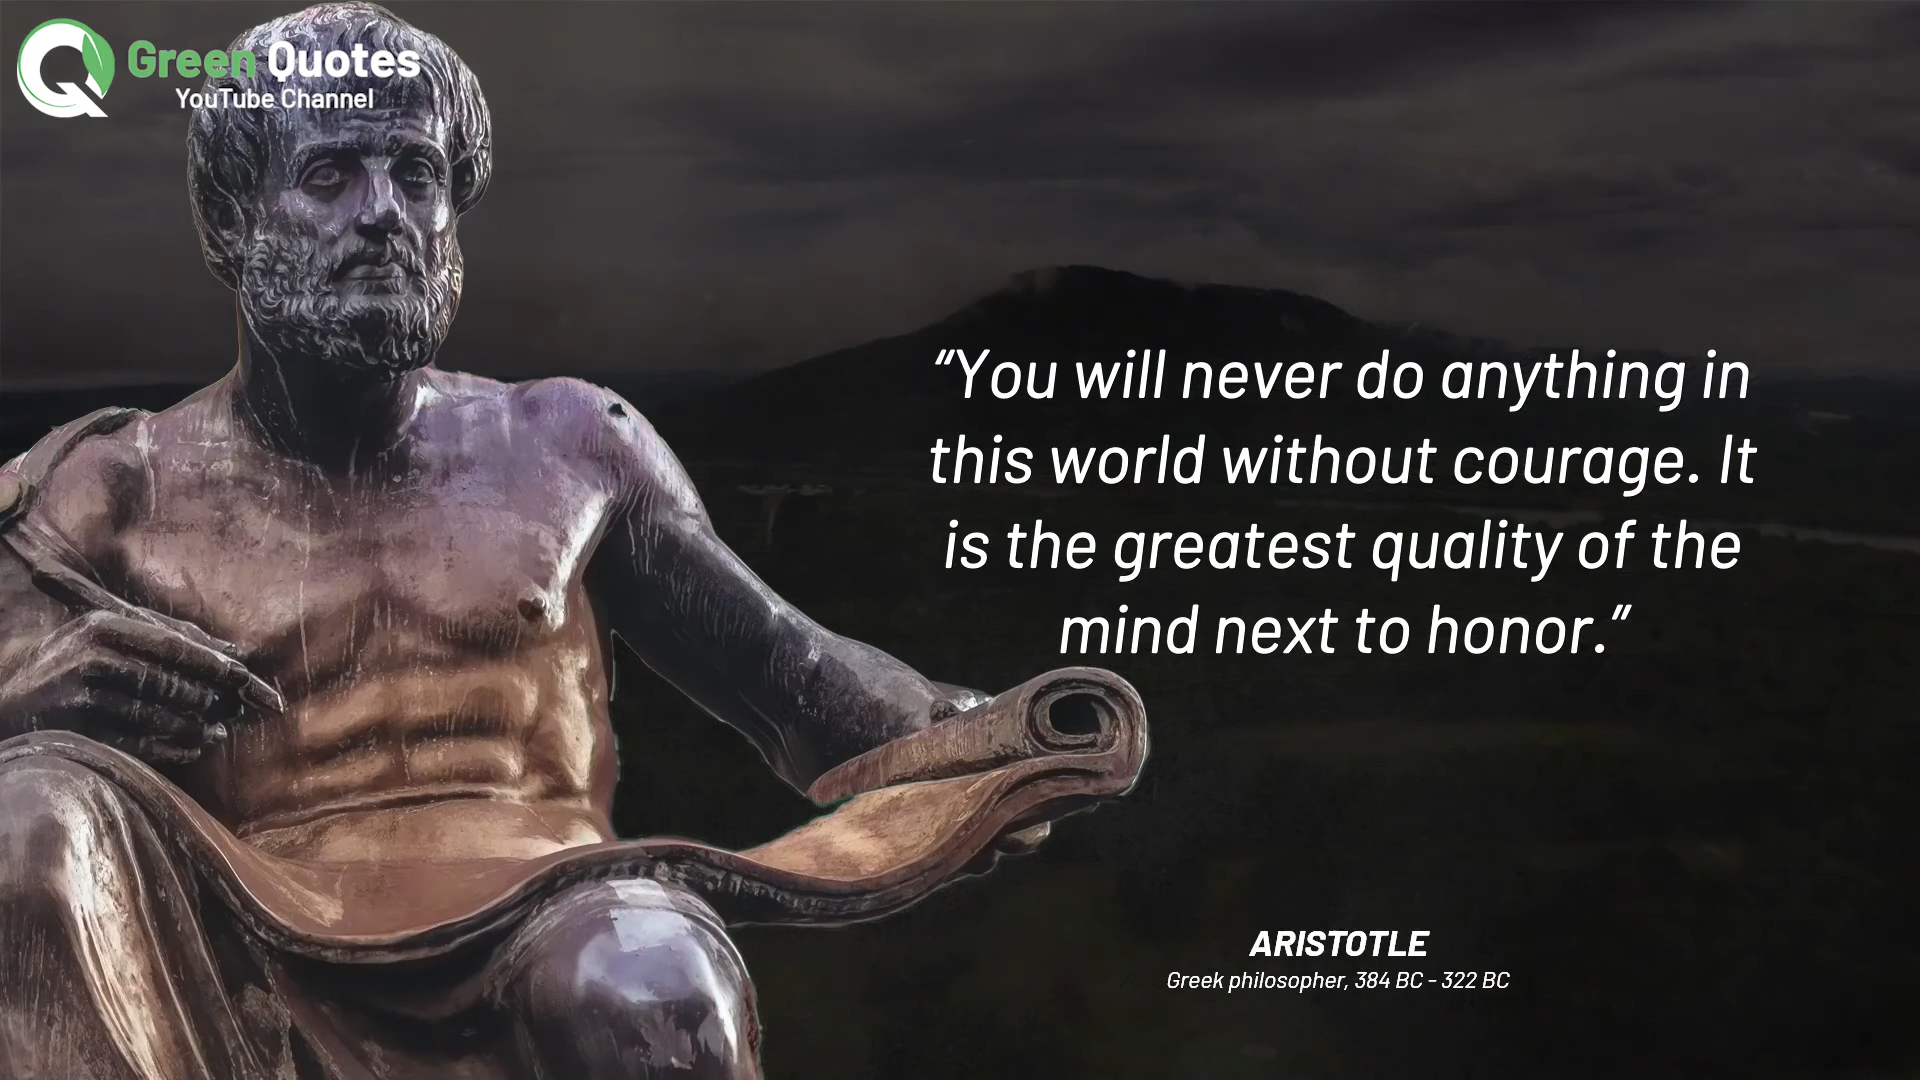 Green Quotes
YouTube Channel
“You will never do anything in
this world without courage. It
is the greatest quality of the
mind next to honor.”
ARISTOTLE
Greek philosopher, 384 BC - 322 BC